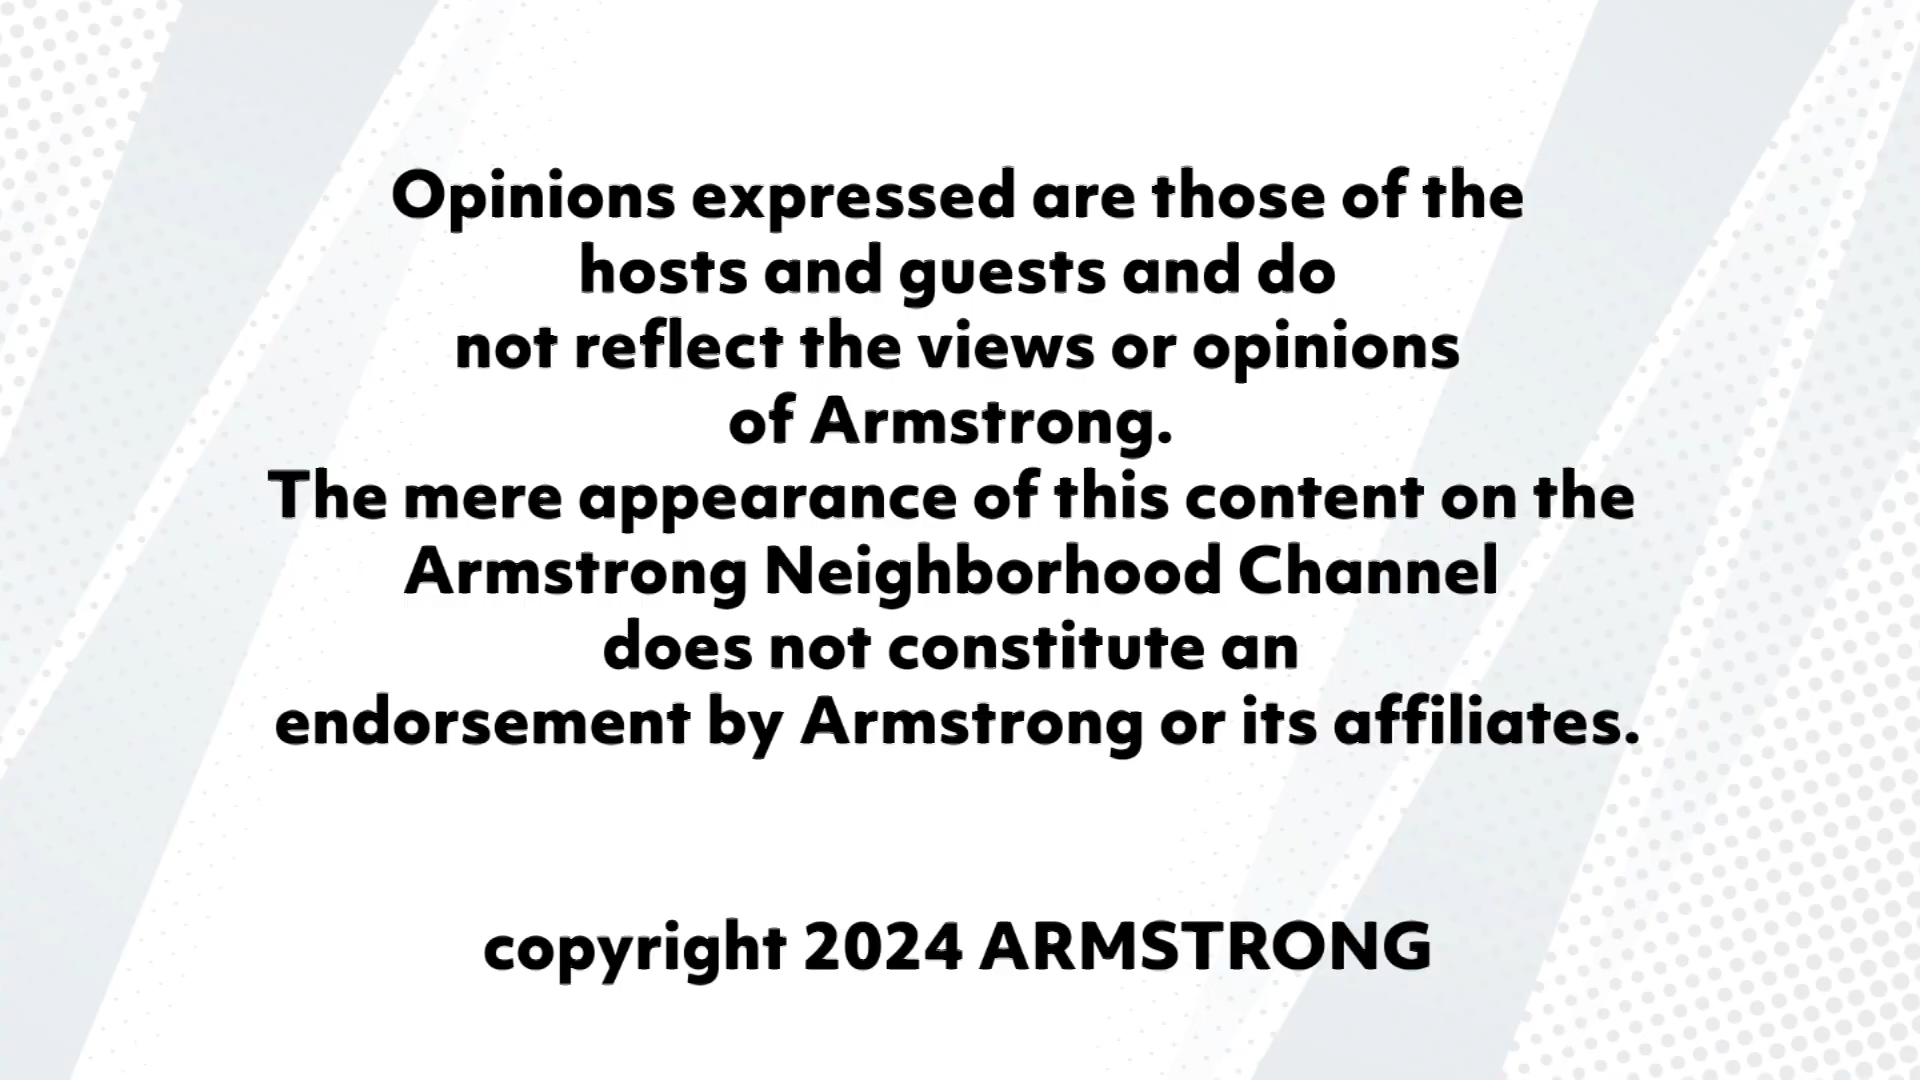 Opinions expressed are those of the
hosts and guests and do
not reflect the views or opinions
of Armstrong.
The mere appearance of this content on the
Armstrong Neighborhood Channel
does not constitute an
endorsement by Armstrong or its affiliates.
copyright 2024 ARMSTRONG